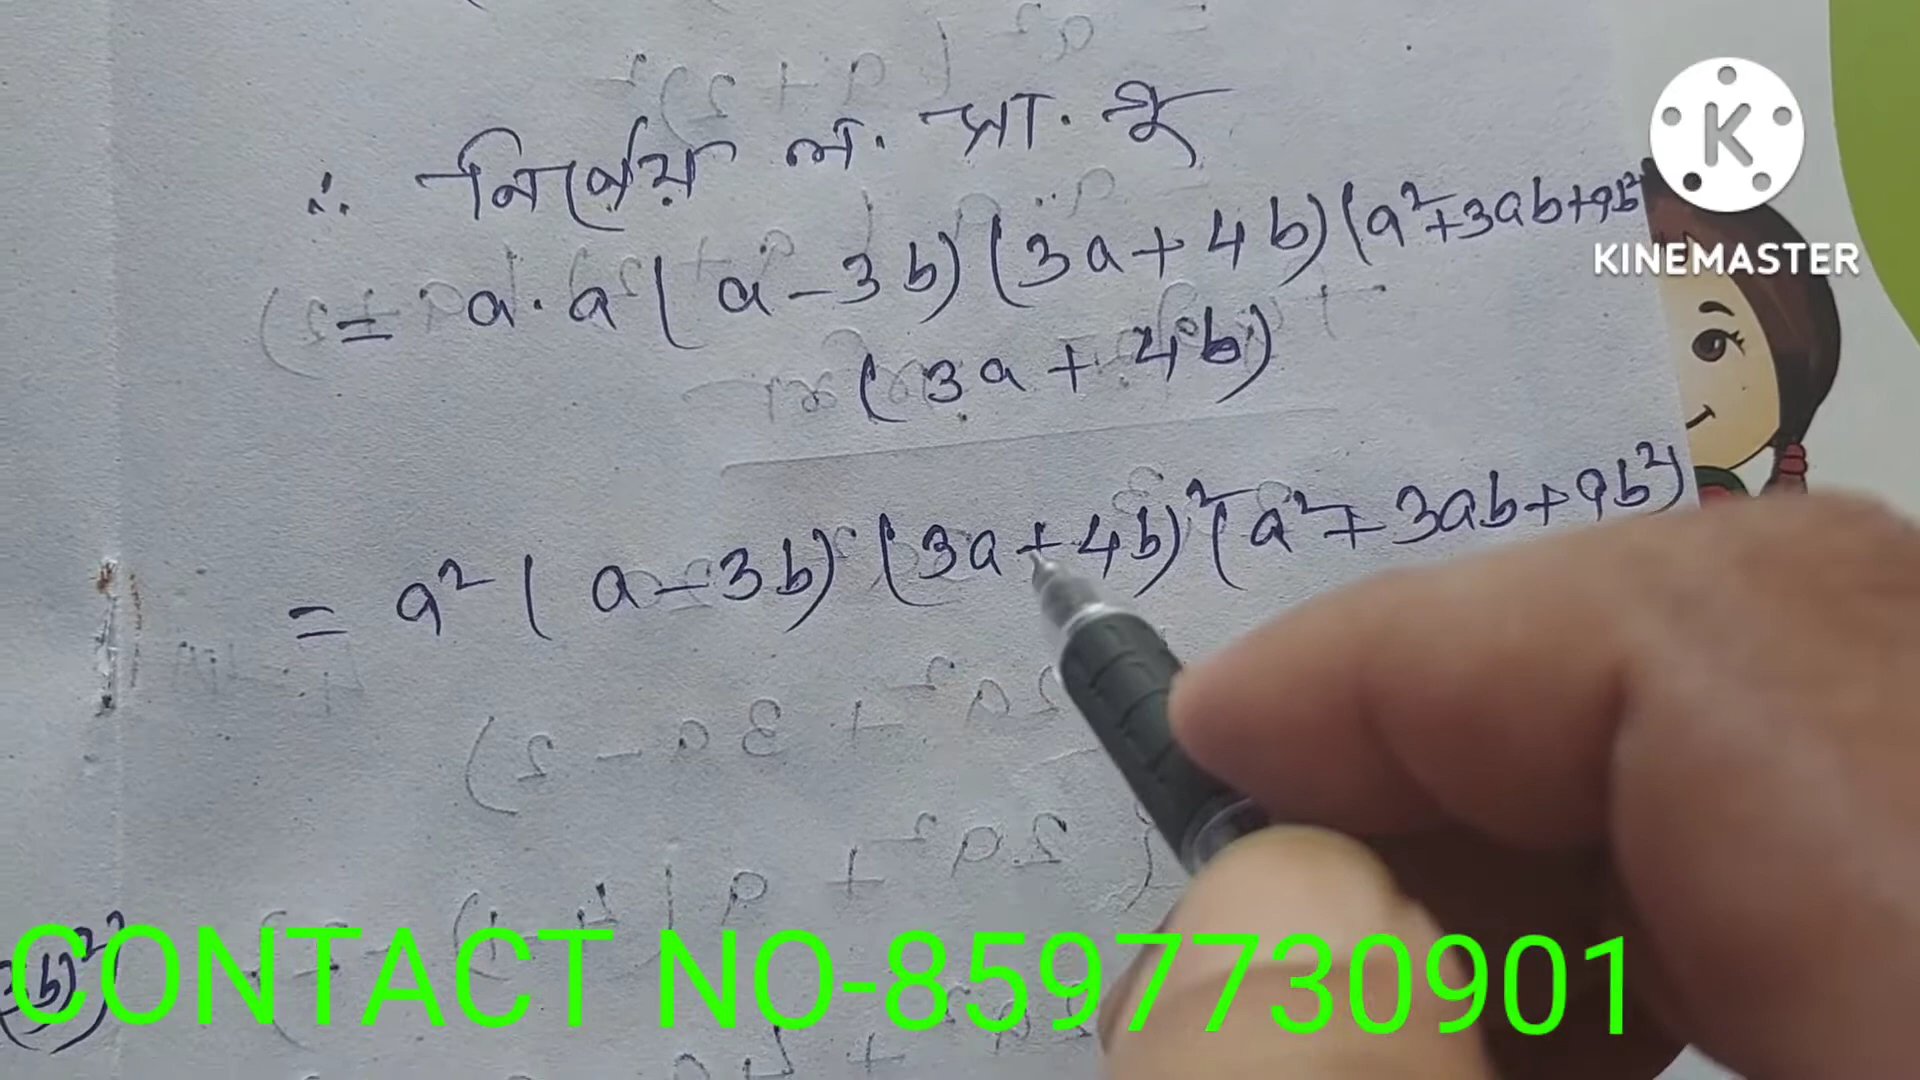 ∴ নির্ণেয় ল. সা. গু
= a·a (a-3b)(3a+4b)(a²+3ab+9b²
(3a+4b)
= a² (a-3b) (3a+4b)²(a²+3ab+9b²)
b)²
CONTACT NO-8597730901
K
KINEMASTER